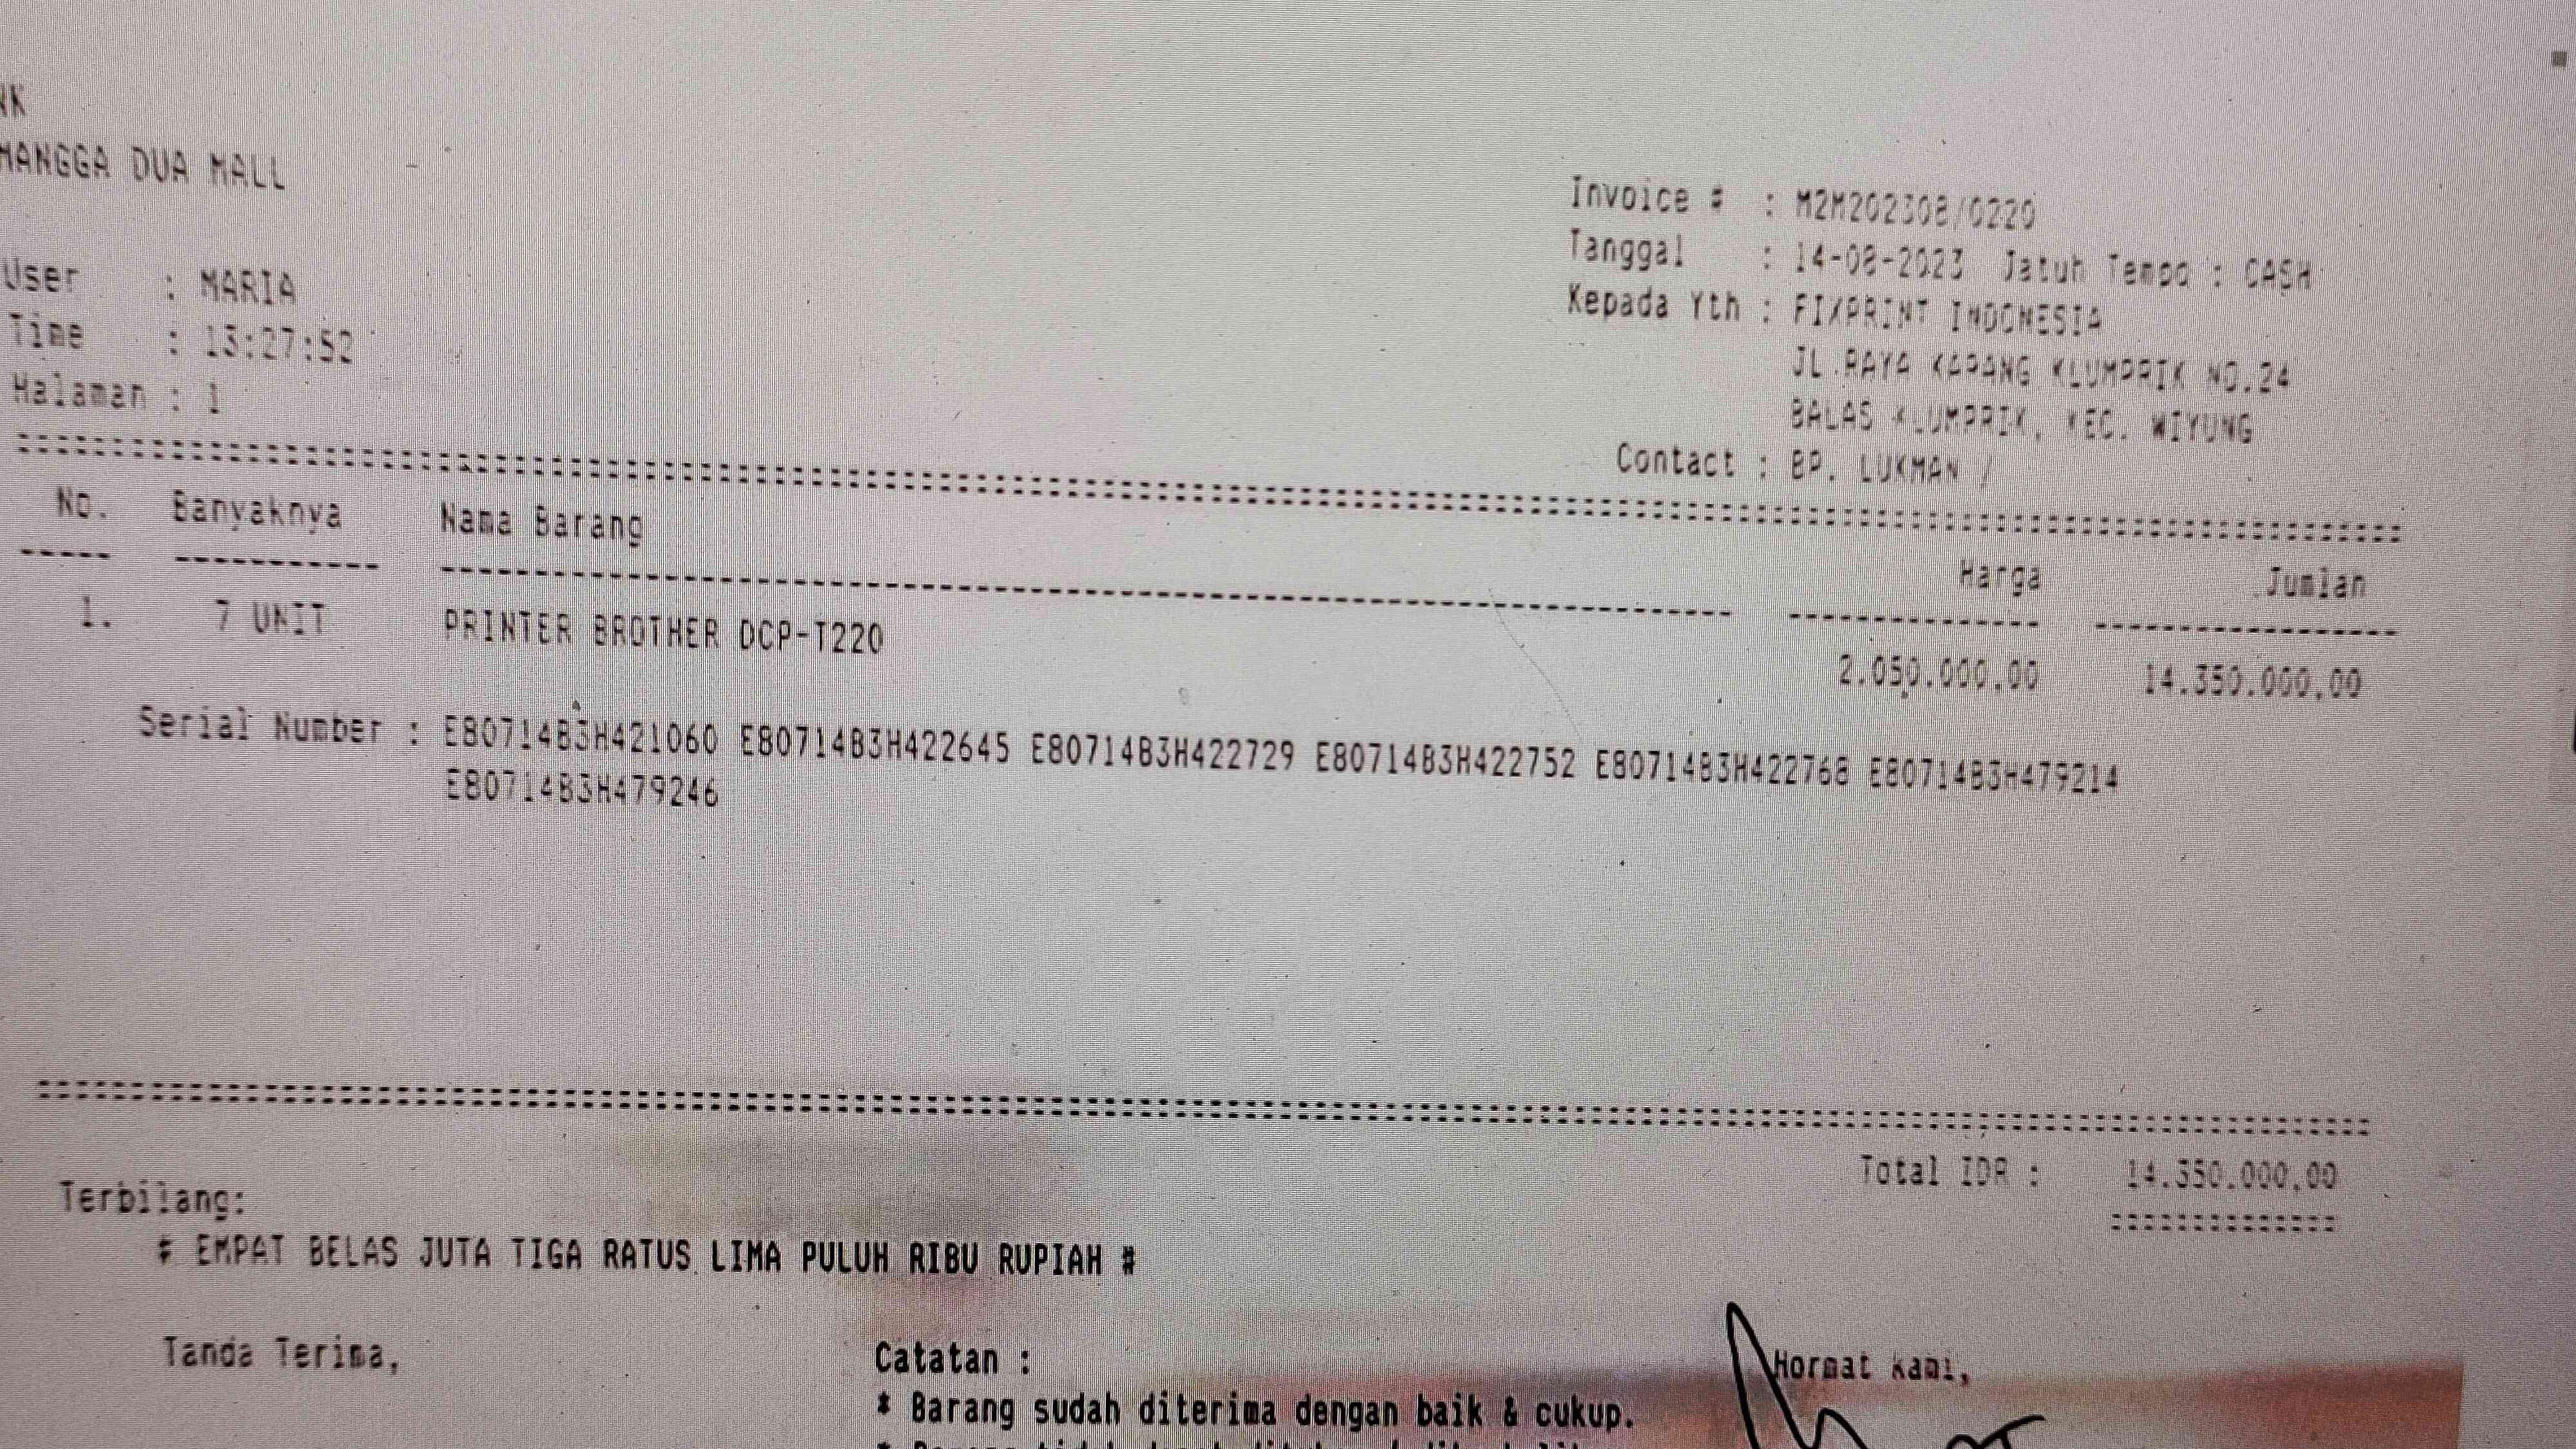 MANGGA DUA MALL
Invoice # : M2M202308/0220
Tanggal : 14-08-2023 Jatuh Tempo : CASH
User : MARIA
Kepada Yth : FIXPRINT INDONESIA
Time : 13:27:52
JL.RAYA KARANG KLUMPRIK NO.24
Halaman : 1
BALAS KLUMPRIK, KEC. WIYUNG
Contact : BP. LUKMAN /
No. Banyaknya Nama Barang Harga Jumlah
1. 7 UNIT PRINTER BROTHER DCP-T220 2.050.000,00 14.350.000,00
Serial Number : E80714B3H421060 E80714B3H422645 E80714B3H422729 E80714B3H422752 E80714B3H422768 E80714B3H479214
E80714B3H479246
Total IDR : 14.350.000,00
Terbilang:
# EMPAT BELAS JUTA TIGA RATUS LIMA PULUH RIBU RUPIAH #
Tanda Terima, Catatan : Hormat Kami,
* Barang sudah diterima dengan baik & cukup.